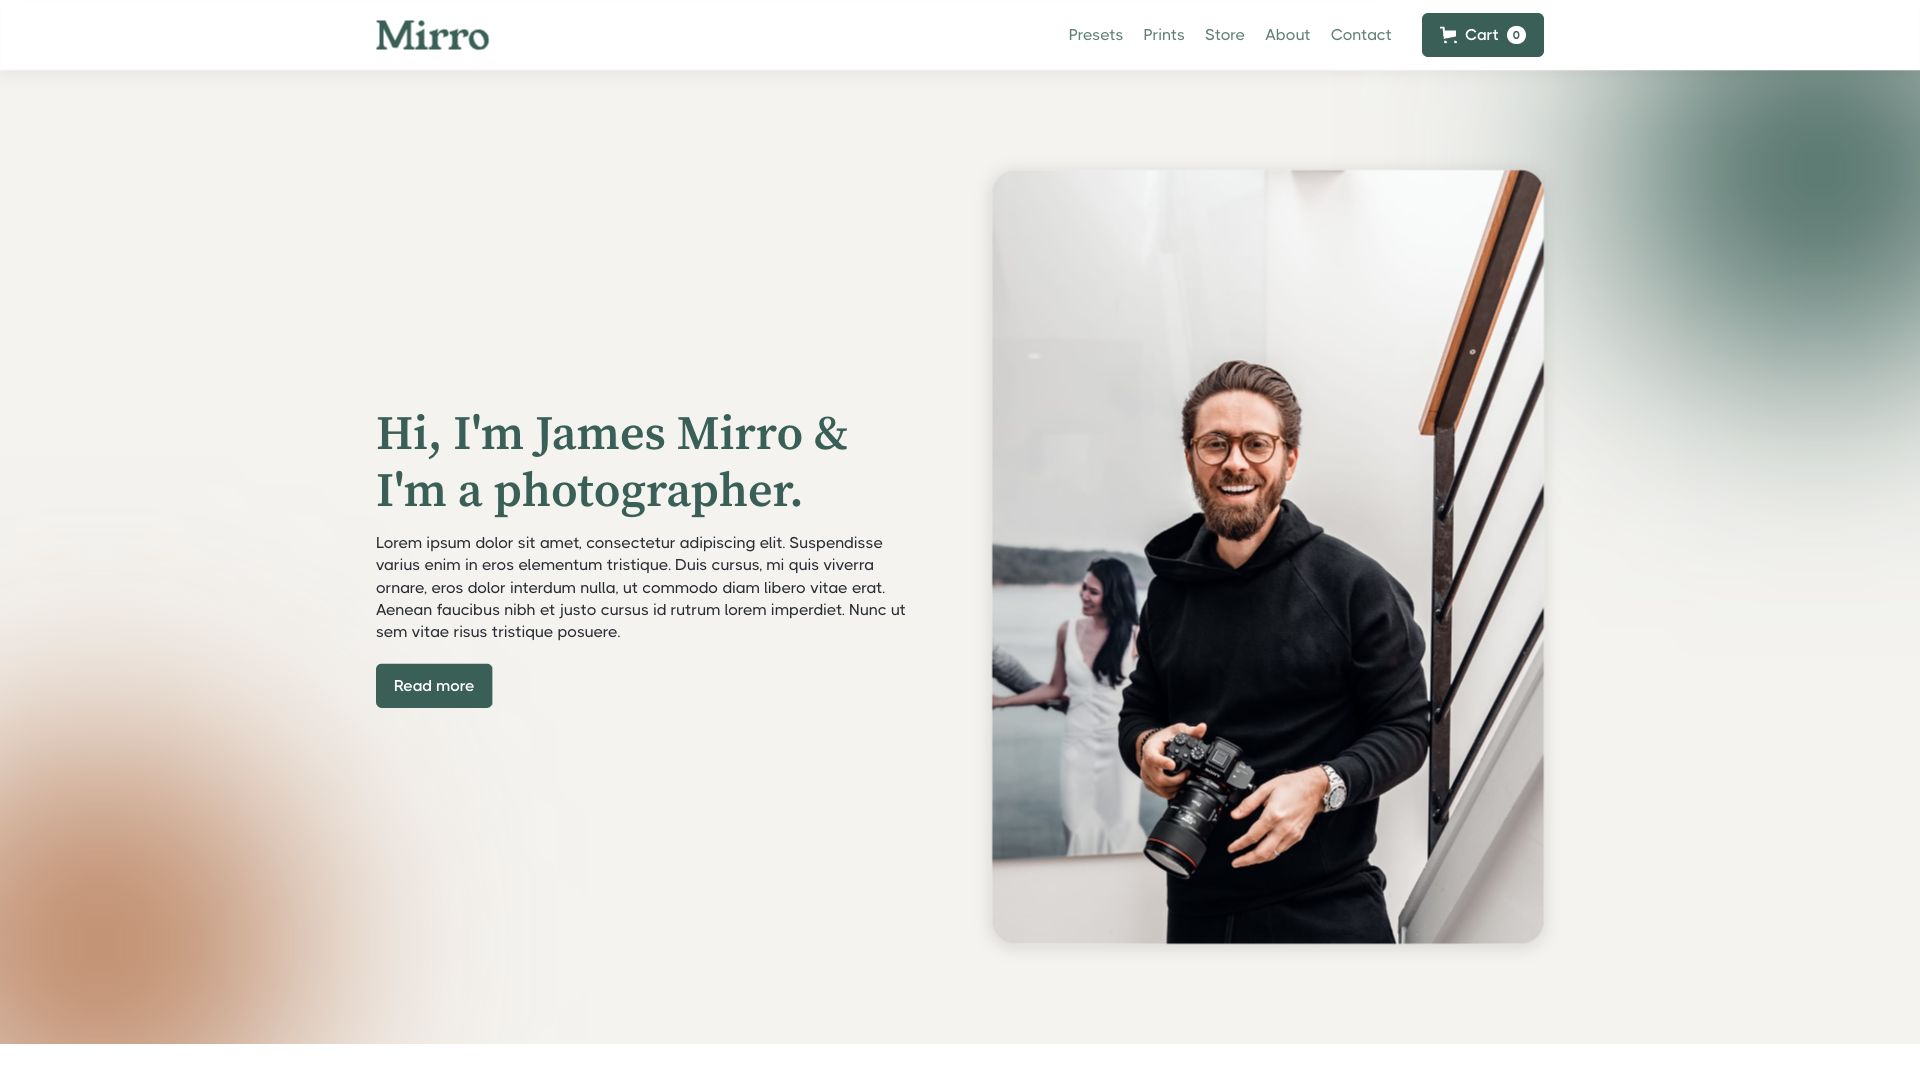 Mirro
Presets
Prints
Store
About
Contact
Cart
0
Hi, I'm James Mirro &
I'm a photographer.
Lorem ipsum dolor sit amet, consectetur adipiscing elit. Suspendisse
varius enim in eros elementum tristique. Duis cursus, mi quis viverra
ornare, eros dolor interdum nulla, ut commodo diam libero vitae erat.
Aenean faucibus nibh et justo cursus id rutrum lorem imperdiet. Nunc ut
sem vitae risus tristique posuere.
Read more
SONY